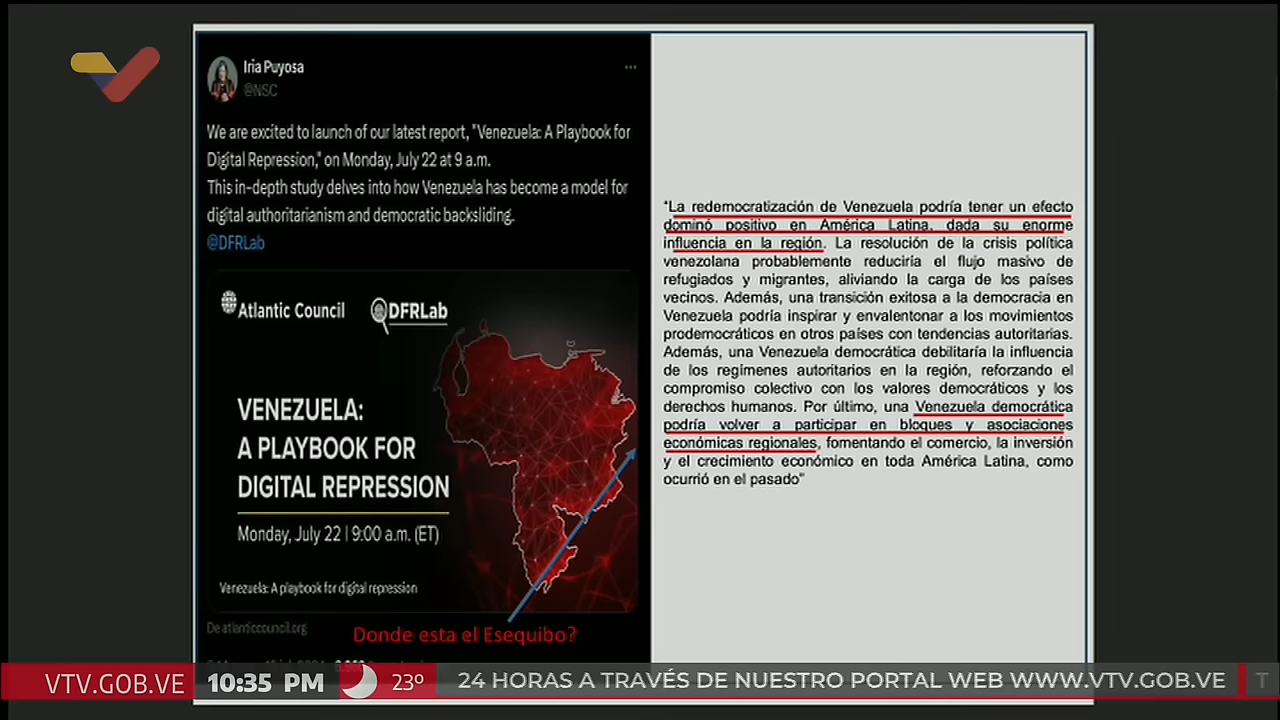 Iria Puyosa
@NSC
We are excited to launch of our latest report, "Venezuela: A Playbook for
Digital Repression," on Monday, July 22 at 9 a.m.
This in-depth study delves into how Venezuela has become a model for
digital authoritarianism and democratic backsliding.
@DFRLab
Atlantic Council
DFRLab
VENEZUELA:
A PLAYBOOK FOR
DIGITAL REPRESSION
Monday, July 22 | 9:00 a.m. (ET)
Venezuela: A playbook for digital repression
De atlanticcouncil.org
Donde esta el Esequibo?
“La redemocratización de Venezuela podría tener un efecto
dominó positivo en América Latina, dada su enorme
influencia en la región. La resolución de la crisis política
venezolana probablemente reduciría el flujo masivo de
refugiados y migrantes, aliviando la carga de los países
vecinos. Además, una transición exitosa a la democracia en
Venezuela podría inspirar y envalentonar a los movimientos
prodemocráticos en otros países con tendencias autoritarias.
Además, una Venezuela democrática debilitaría la influencia
de los regimenes autoritarios en la región, reforzando el
compromiso colectivo con los valores democráticos y los
derechos humanos. Por último, una Venezuela democrática
podría volver a participar en bloques y asociaciones
económicas regionales, fomentando el comercio, la inversión
y el crecimiento económico en toda América Latina, como
ocurrió en el pasado”
VTV.GOB.VE 10:35 PM 23º 24 HORAS A TRAVÉS DE NUESTRO PORTAL WEB WWW.VTV.GOB.VE T